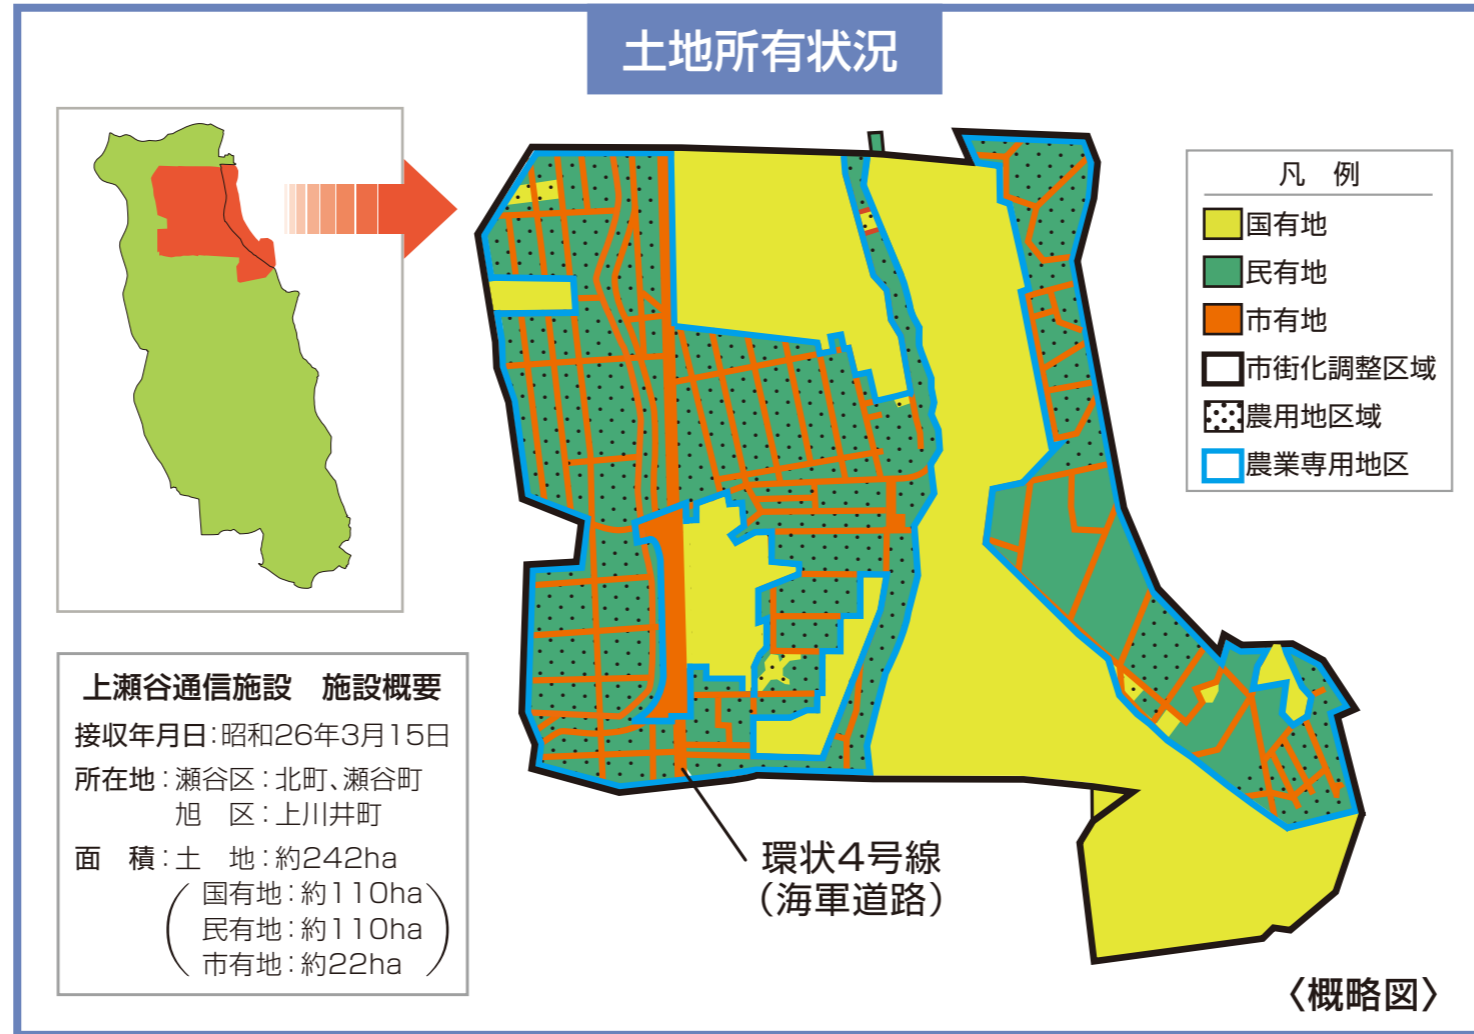 土地所有状況
凡 例
国有地
民有地
市有地
市街化調整区域
農用地区域
農業専用地区
上瀬谷通信施設 施設概要
接収年月日：昭和26年3月15日
所在地：瀬谷区：北町、瀬谷町
旭 区：上川井町
面 積：土 地：約242ha
（国有地：約110ha
民有地：約110ha
市有地：約22ha）
環状4号線
（海軍道路）
〈概略図〉